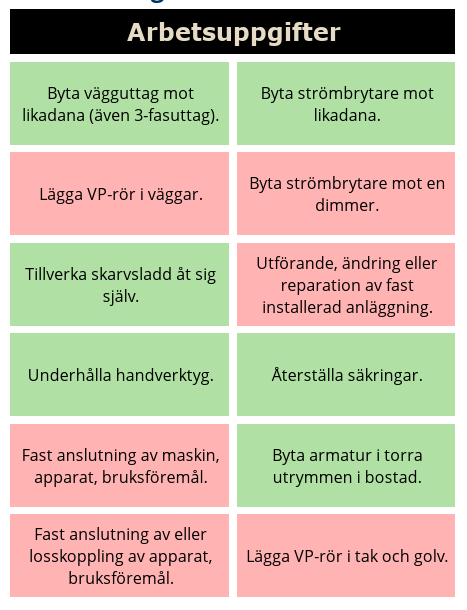 Arbetsuppgifter
Byta vägguttag mot
likadana (även 3-fasuttag).
Byta strömbrytare mot
likadana.
Lägga VP-rör i väggar.
Byta strömbrytare mot en
dimmer.
Tillverka skarvsladd åt sig
själv.
Utförande, ändring eller
reparation av fast
installerad anläggning.
Underhålla handverktyg.
Återställa säkringar.
Fast anslutning av maskin,
apparat, bruksföremål.
Byta armatur i torra
utrymmen i bostad.
Fast anslutning av eller
losskoppling av apparat,
bruksföremål.
Lägga VP-rör i tak och golv.